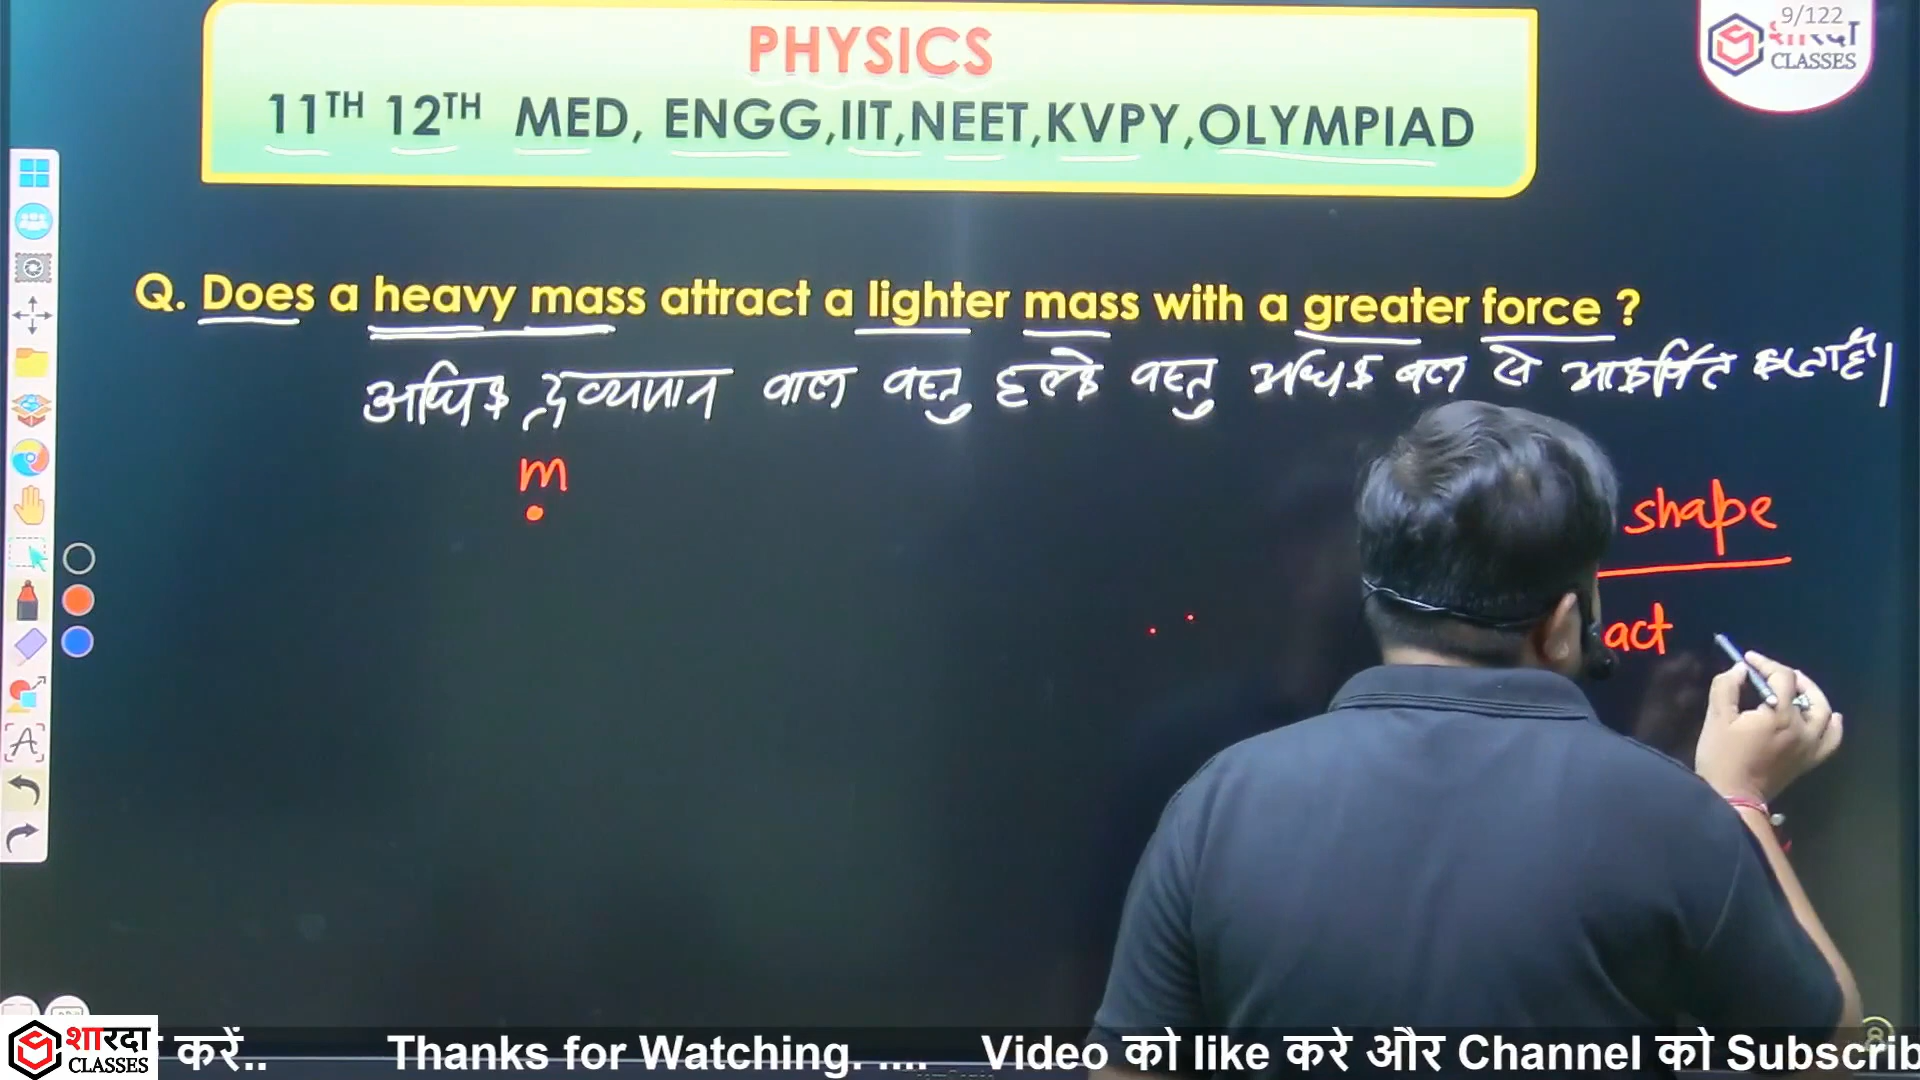 9/122
शारदा
CLASSES
PHYSICS
11TH 12TH MED, ENGG,IIT,NEET,KVPY,OLYMPIAD
Q. Does a heavy mass attract a lighter mass with a greater force ?
अधिक द्रव्यमान वाल वस्तु हल्के वस्तु अधिक बल से आकर्षित करता है।
m
shape
act
शारदा
CLASSES
करें.. Thanks for Watching. .... Video को like करे और Channel को Subscrib